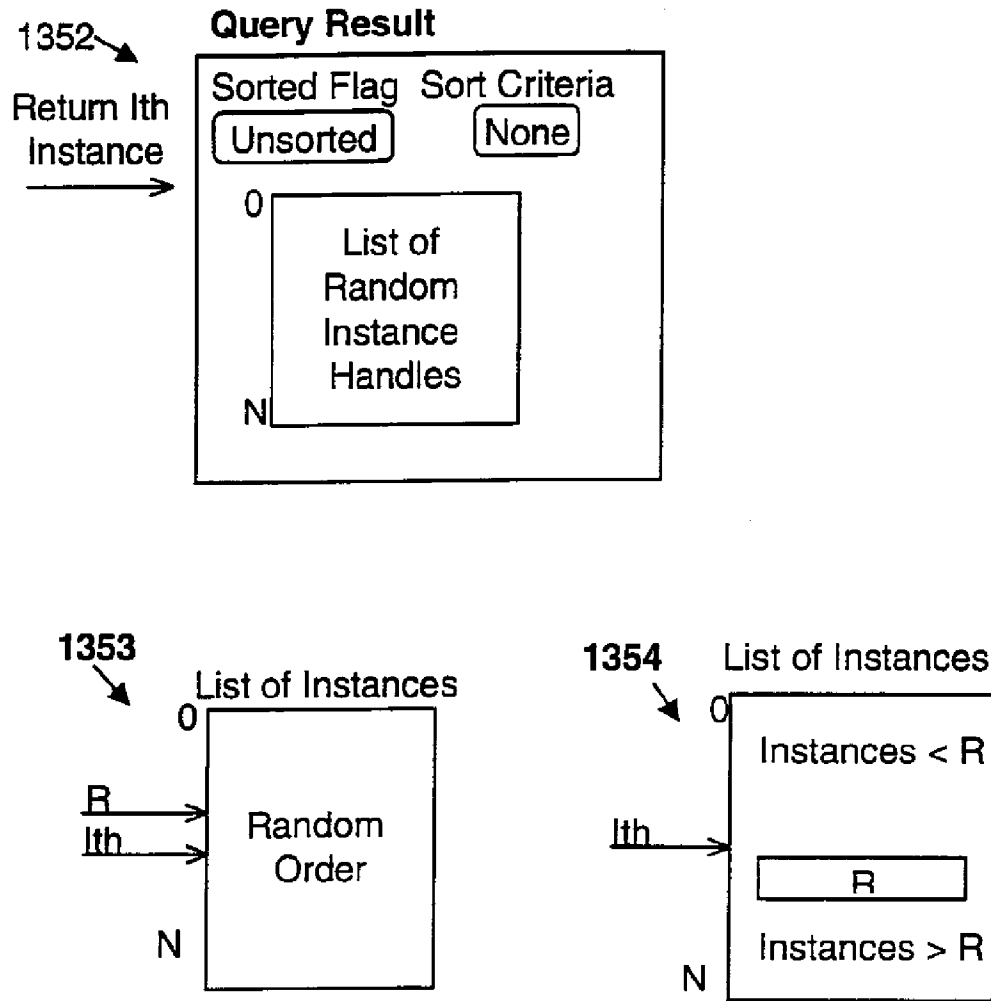 Query Result
1352
Return Ith
Instance
Sorted Flag Sort Criteria
Unsorted None
0
List of
Random
Instance
Handles
N
1353
List of Instances
0
R
Ith
Random
Order
N
1354
List of Instances
0
Instances < R
Ith
R
Instances > R
N